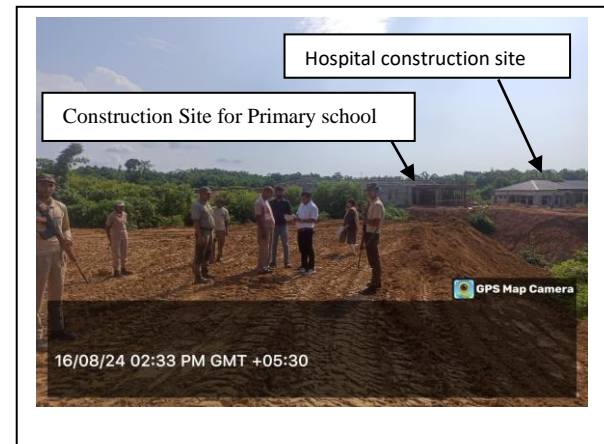 Hospital construction site
Construction Site for Primary school
GPS Map Camera
16/08/24 02:33 PM GMT +05:30